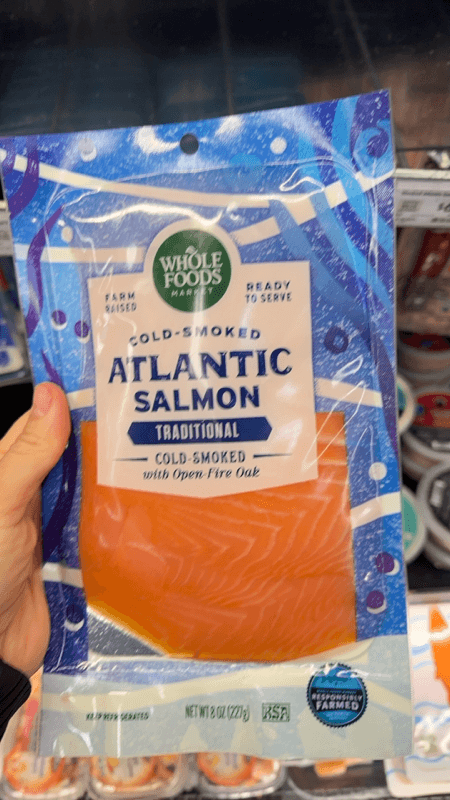 WHOLE
FOODS
MARKET
FARM
RAISED
READY
TO SERVE
COLD-SMOKED
ATLANTIC
SALMON
TRADITIONAL
COLD-SMOKED
with Open-Fire Oak
RESPONSIBLY
FARMED
KEEP REFRIGERATED
NET WT 8 OZ (227g)
KSA